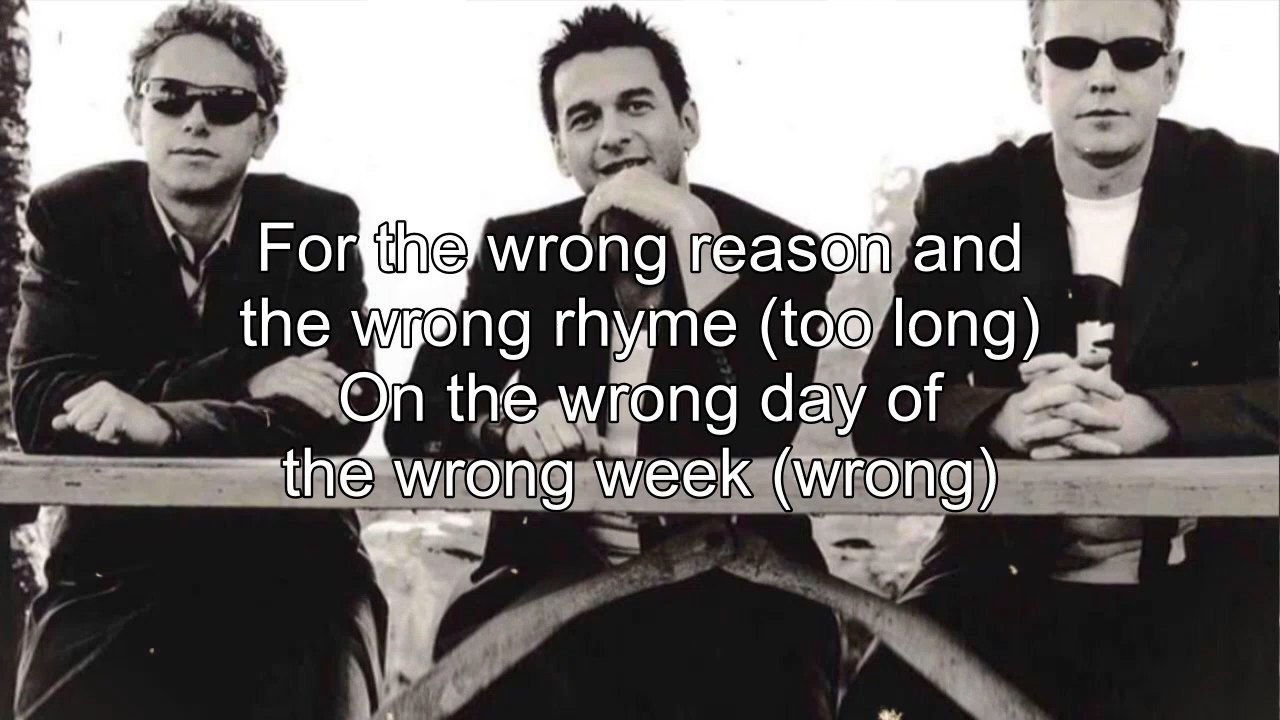 For the wrong reason and
the wrong rhyme (too long)
On the wrong day of
the wrong week (wrong)